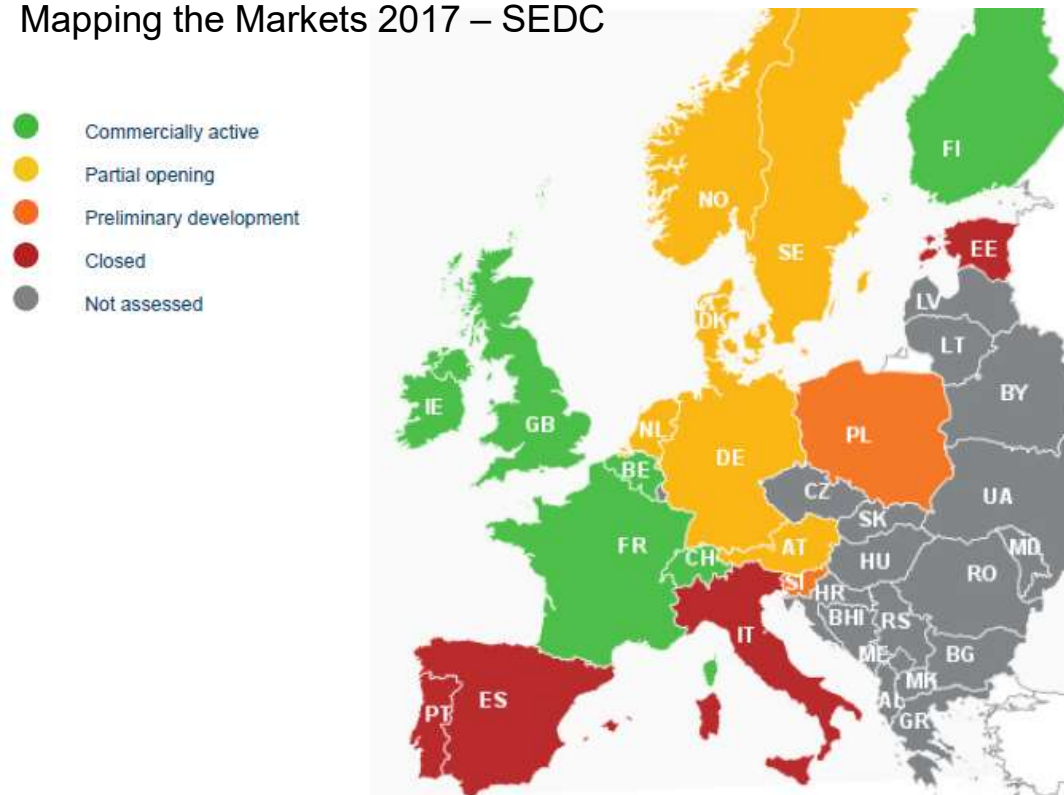 Mapping the Markets 2017 – SEDC
Commercially active
Partial opening
Preliminary development
Closed
Not assessed
FI
NO
EE
SE
LV
DK
LT
BY
IE
GB
NL
PL
DE
BE
CZ
UA
SK
FR
AT
MD
CH
HU
RO
SI
HR
BHI
RS
IT
ME
BG
MK
ES
AL
PT
GR